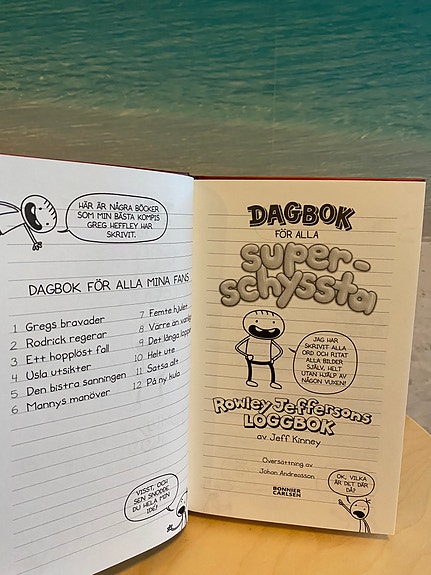 HÄR ÄR NÅGRA BÖCKER
SOM MIN BÄSTA KOMPIS
GREG HEFFLEY HAR
SKRIVIT.
DAGBOK FÖR ALLA MINA FANS
1 Gregs bravader
2 Rodrick regerar
3 Ett hopplöst fall
4 Usla utsikter
5 Den bistra sanningen
6 Mannys manöver
7 Femte hjulet
8 Värre än vanligt
9 Det långa loppet
10 Helt ute
11 Satsa allt
12 På ny kula
VISST, OCH
SEN SNODDE
DU HELA MIN
IDÉ!
DAGBOK
FÖR ALLA
SUPER-
SCHYSSTA
JAG HAR
SKRIVIT ALLA
ORD OCH RITAT
ALLA BILDER
SJÄLV, HELT
UTAN HJÄLP AV
NÅGON VUXEN!
Rowley Jeffersons
LOGGBOK
av Jeff Kinney
Översättning av
Johan Andreasson
BONNIER
CARLSEN
OK, VILKA
ÄR DET DÄR
DÅ?